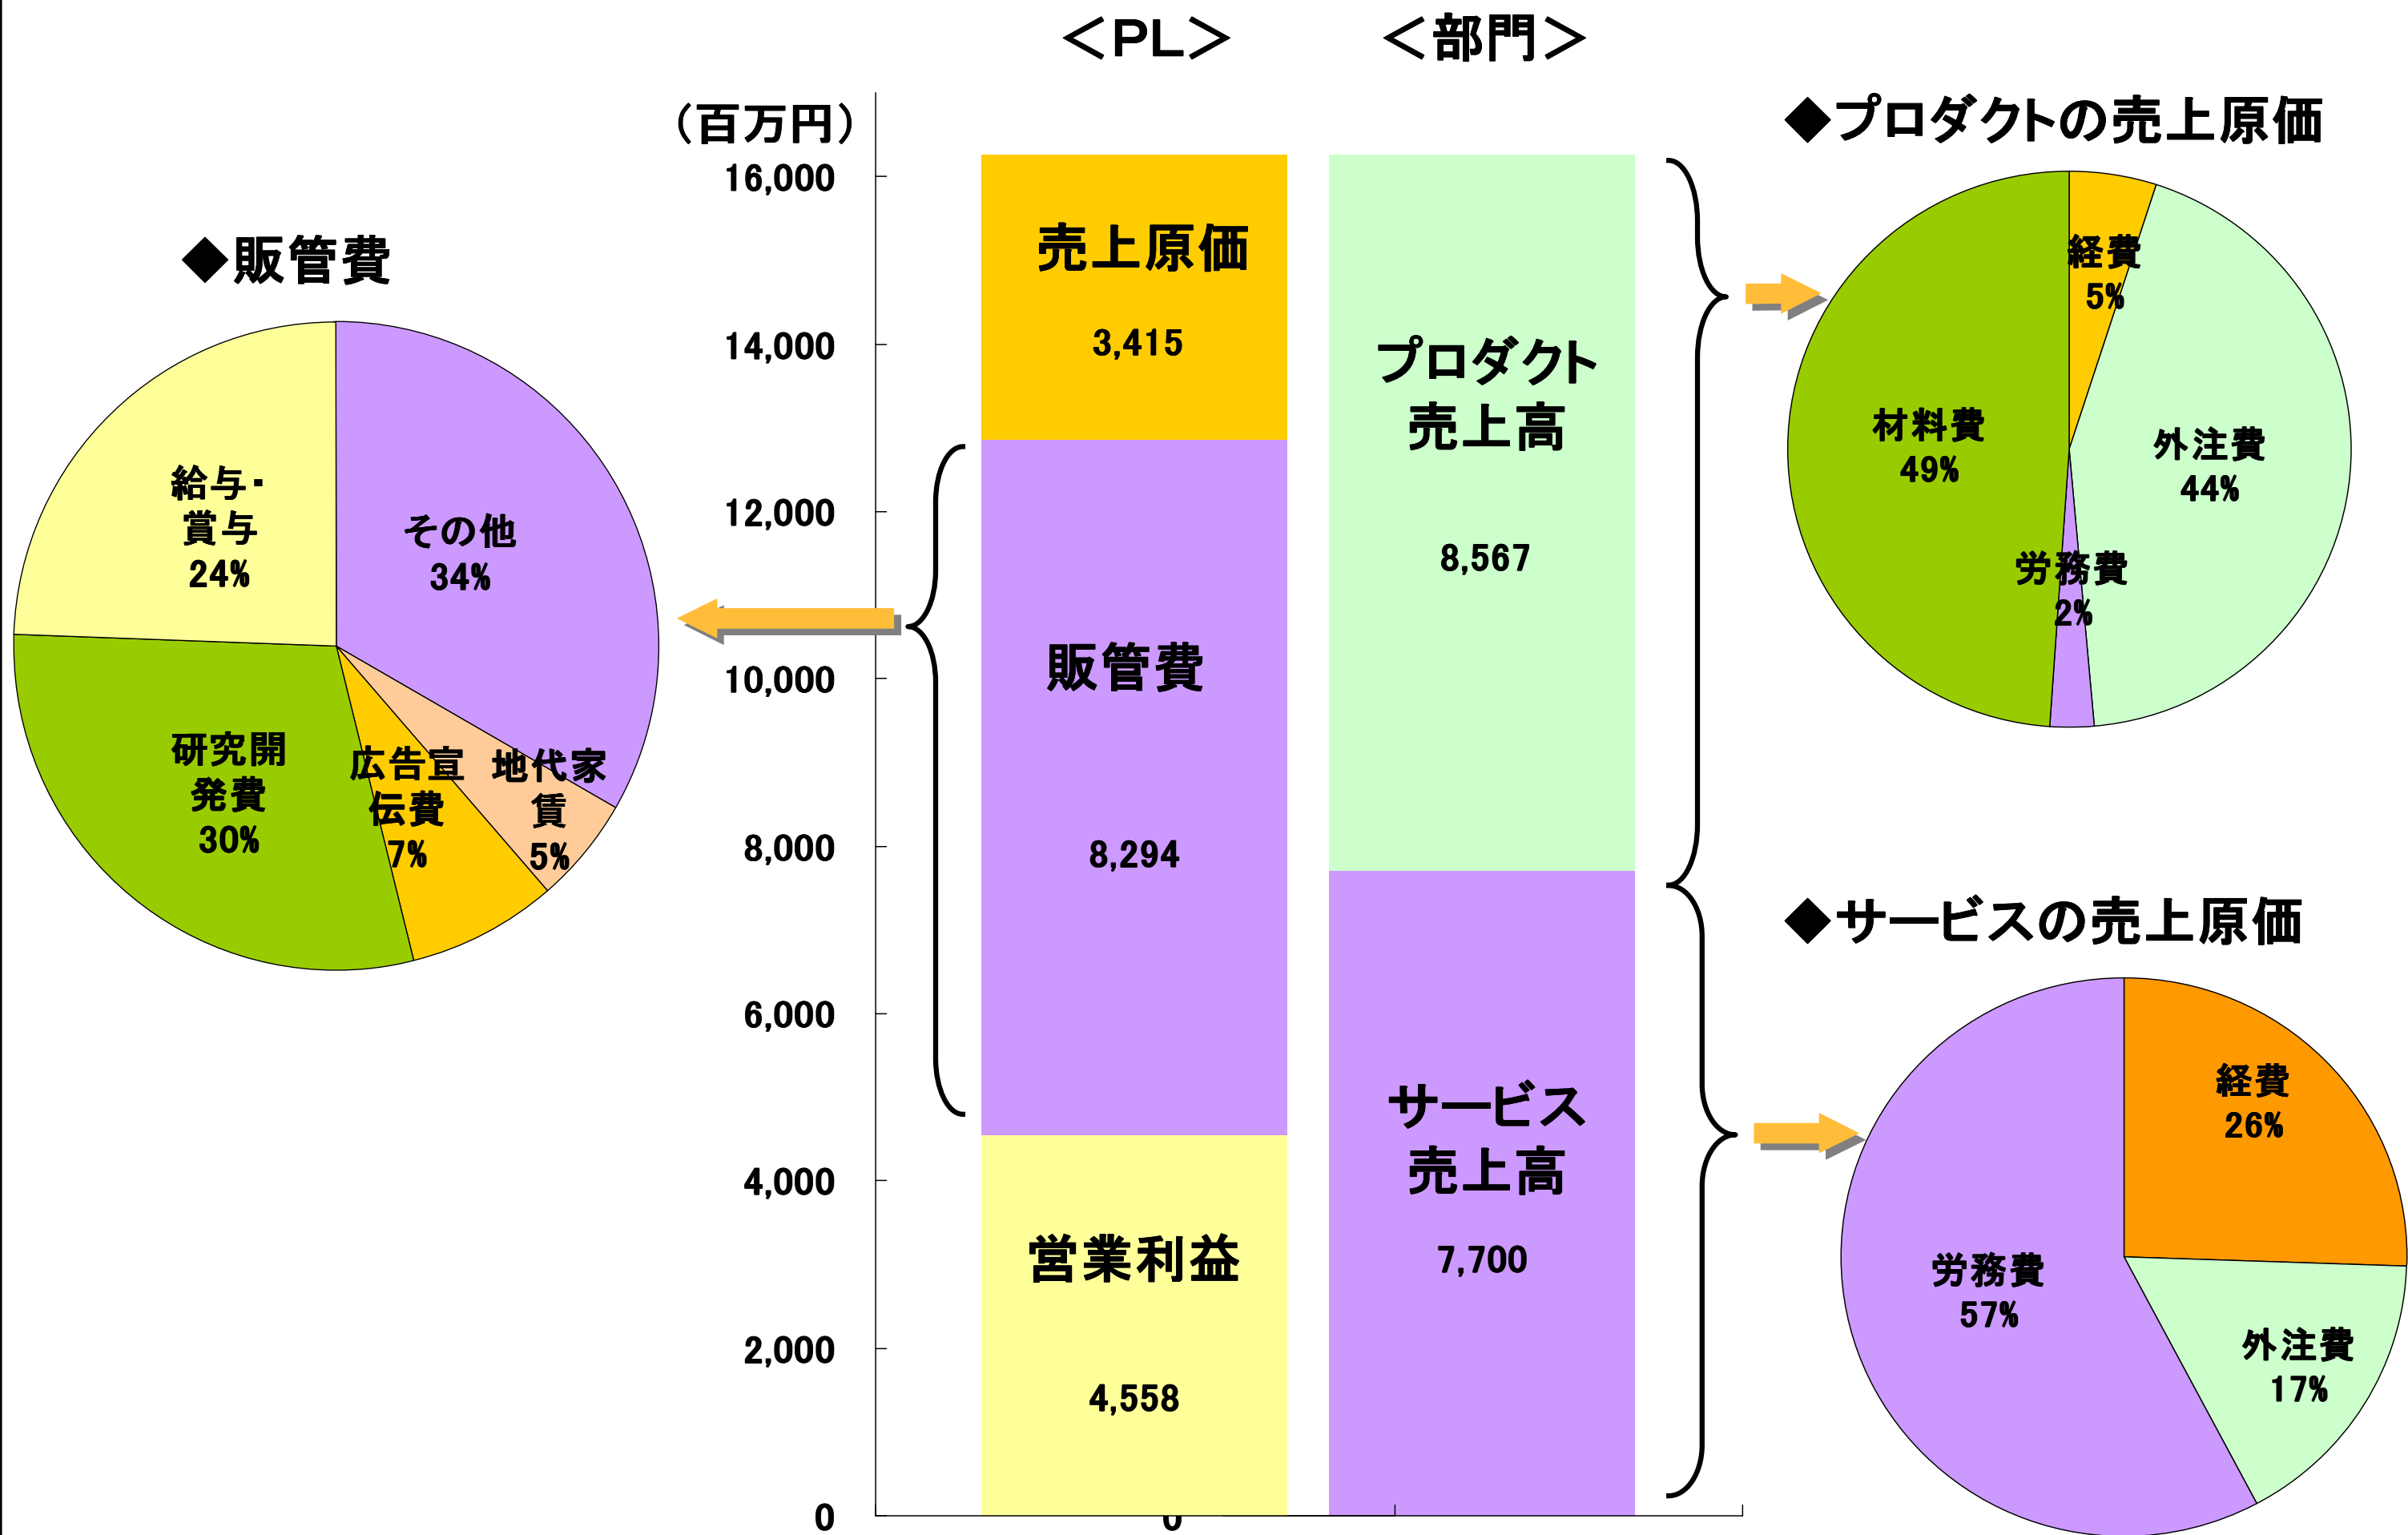 ＜PL＞
＜部門＞
（百万円）
16,000
14,000
12,000
10,000
8,000
6,000
4,000
2,000
0
0
◆販管費
給与・
賞与
24%
その他
34%
研究開
発費
30%
広告宣
伝費
7%
地代家
賃
5%
売上原価
3,415
販管費
8,294
営業利益
4,558
プロダクト
売上高
8,567
サービス
売上高
7,700
◆プロダクトの売上原価
経費
5%
材料費
49%
外注費
44%
労務費
2%
◆サービスの売上原価
経費
26%
労務費
57%
外注費
17%